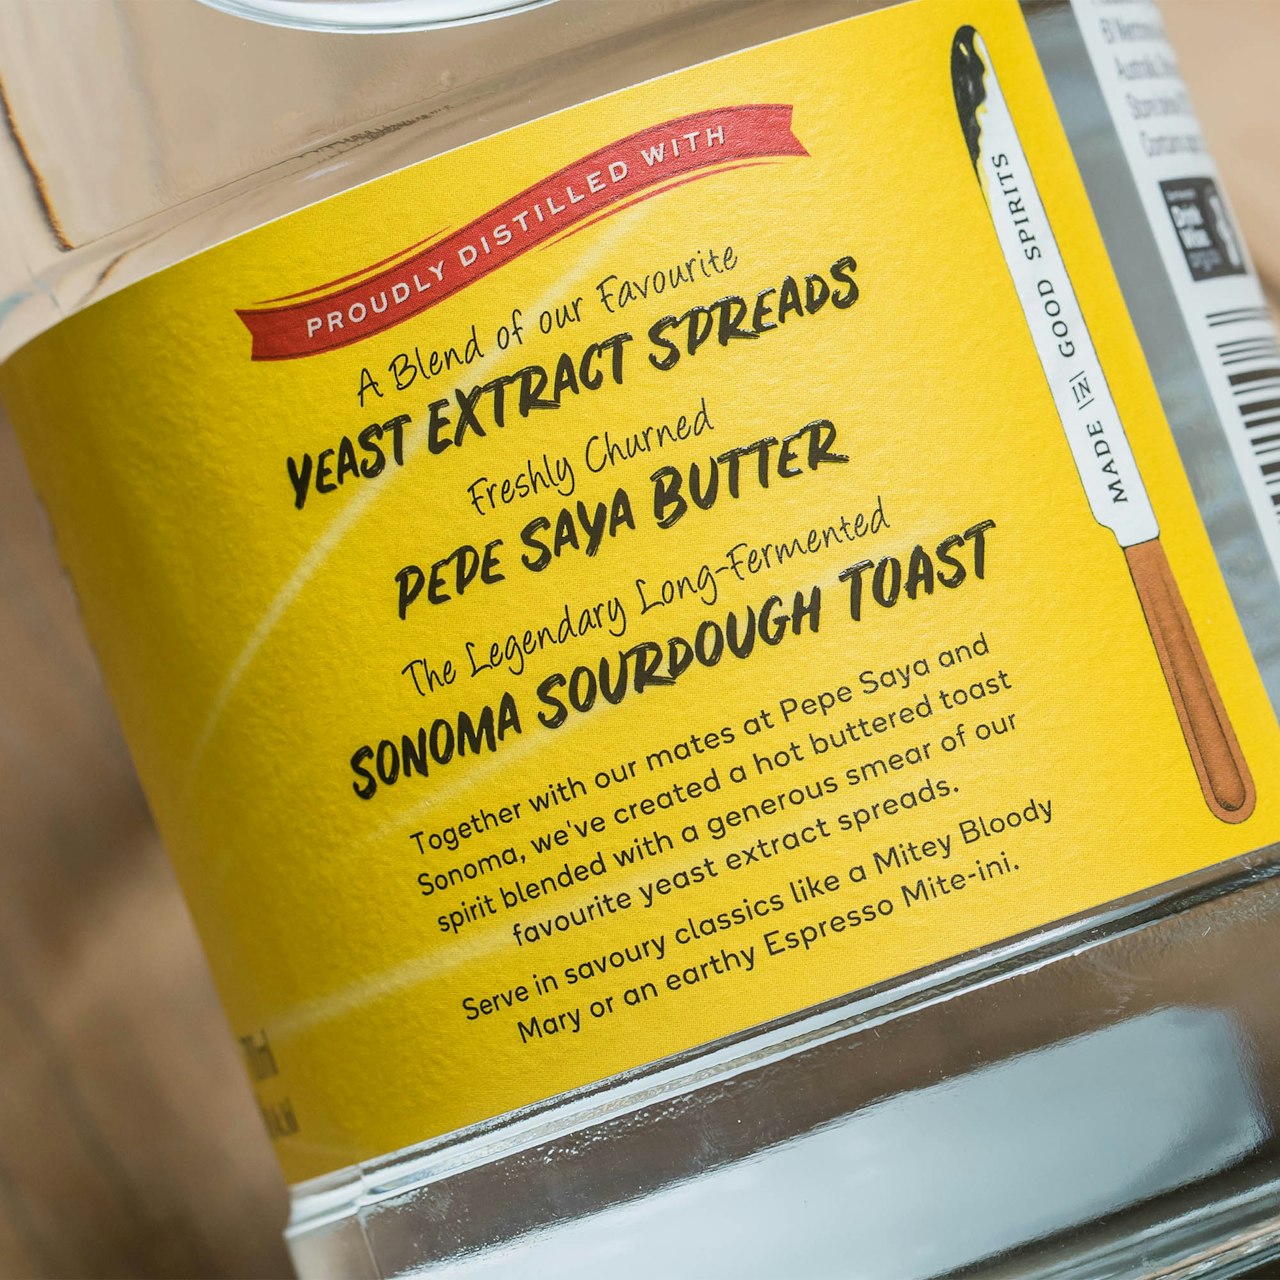 PROUDLY DISTILLED WITH
A Blend of our Favourite
YEAST EXTRACT SPREADS
Freshly Churned
PEPE SAYA BUTTER
The Legendary Long-Fermented
SONOMA SOURDOUGH TOAST
Together with our mates at Pepe Saya and
Sonoma, we've created a hot buttered toast
spirit blended with a generous smear of our
favourite yeast extract spreads.
Serve in savoury classics like a Mitey Bloody
Mary or an earthy Espresso Mite-ini.
MADE IN GOOD SPIRITS